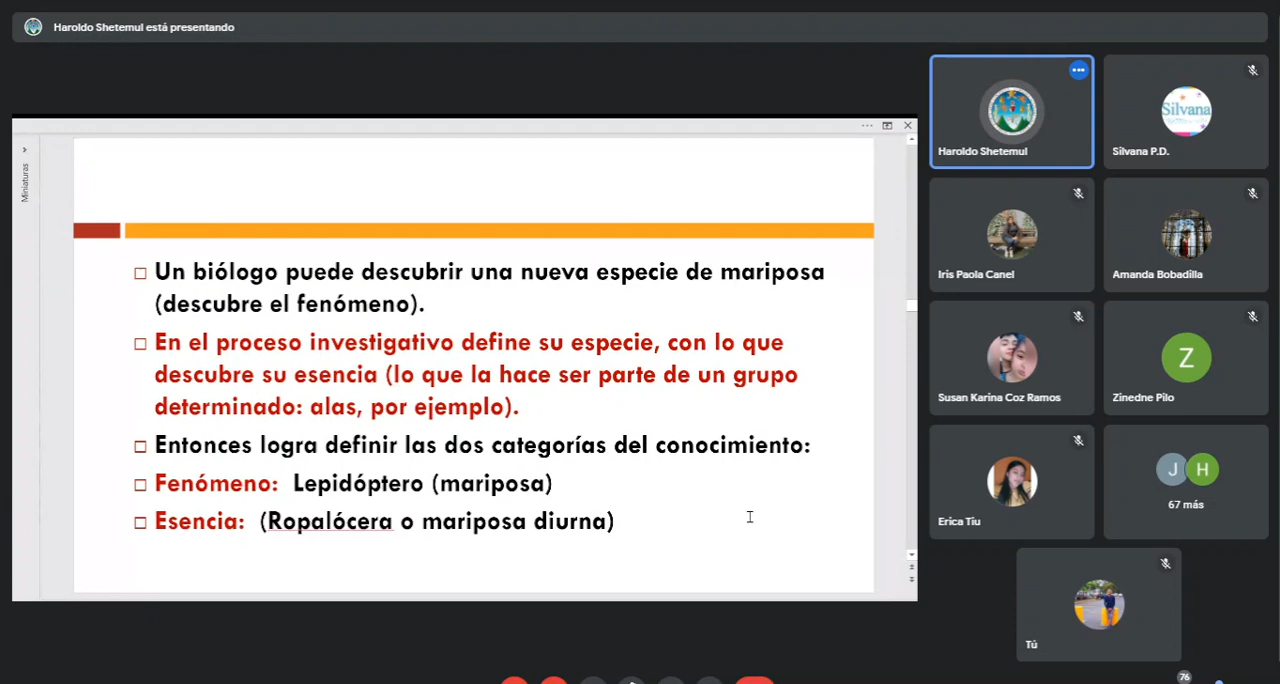 Haroldo Shetemul está presentando
Miniaturas
Un biólogo puede descubrir una nueva especie de mariposa
(descubre el fenómeno).
En el proceso investigativo define su especie, con lo que
descubre su esencia (lo que la hace ser parte de un grupo
determinado: alas, por ejemplo).
Entonces logra definir las dos categorías del conocimiento:
Fenómeno: Lepidóptero (mariposa)
Esencia: (Ropalócera o mariposa diurna)
Haroldo Shetemul
Silvana
Silvana P.D.
Iris Paola Canel
Amanda Bobadilla
Susan Karina Coz Ramos
Z
Zinedne Pilo
Erica Tiu
J H
67 más
Tú
76